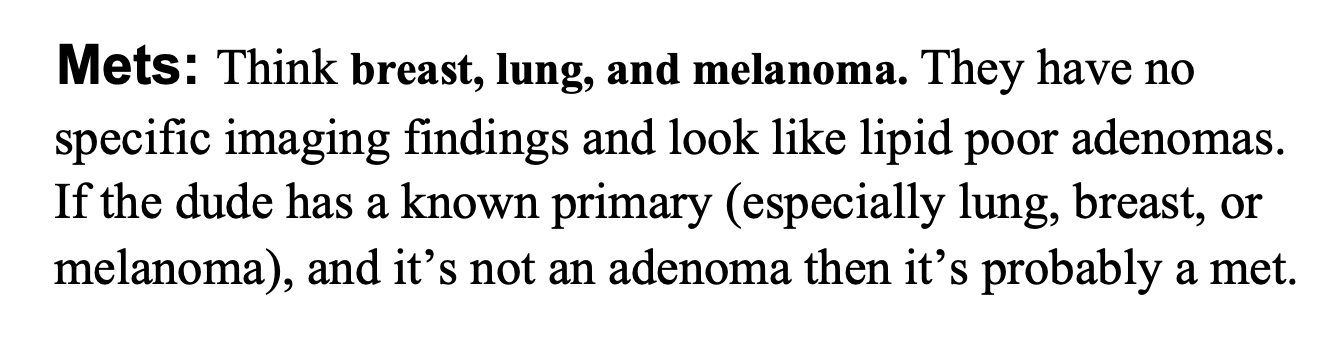 Mets: Think breast, lung, and melanoma. They have no
specific imaging findings and look like lipid poor adenomas.
If the dude has a known primary (especially lung, breast, or
melanoma), and it’s not an adenoma then it’s probably a met.